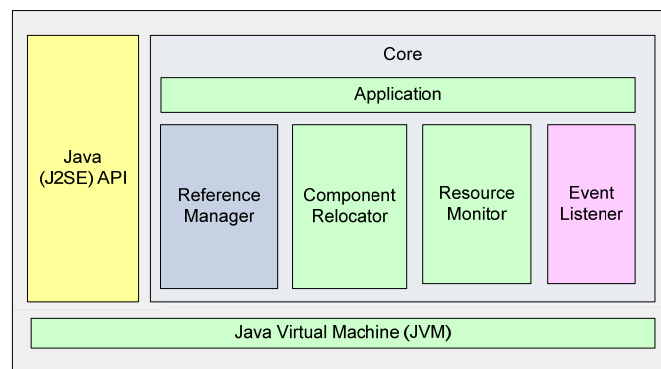 Core
Application
Java
(J2SE) API
Reference
Manager
Component
Relocator
Resource
Monitor
Event
Listener
Java Virtual Machine (JVM)